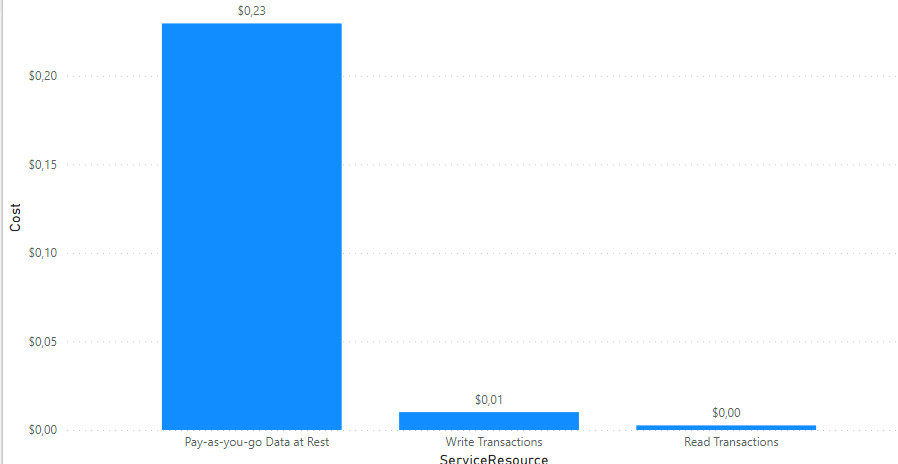 $0,23
$0,20
$0,15
Cost
$0,10
$0,05
$0,01
$0,00
$0,00
Pay-as-you-go Data at Rest
Write Transactions
Read Transactions
ServiceResource